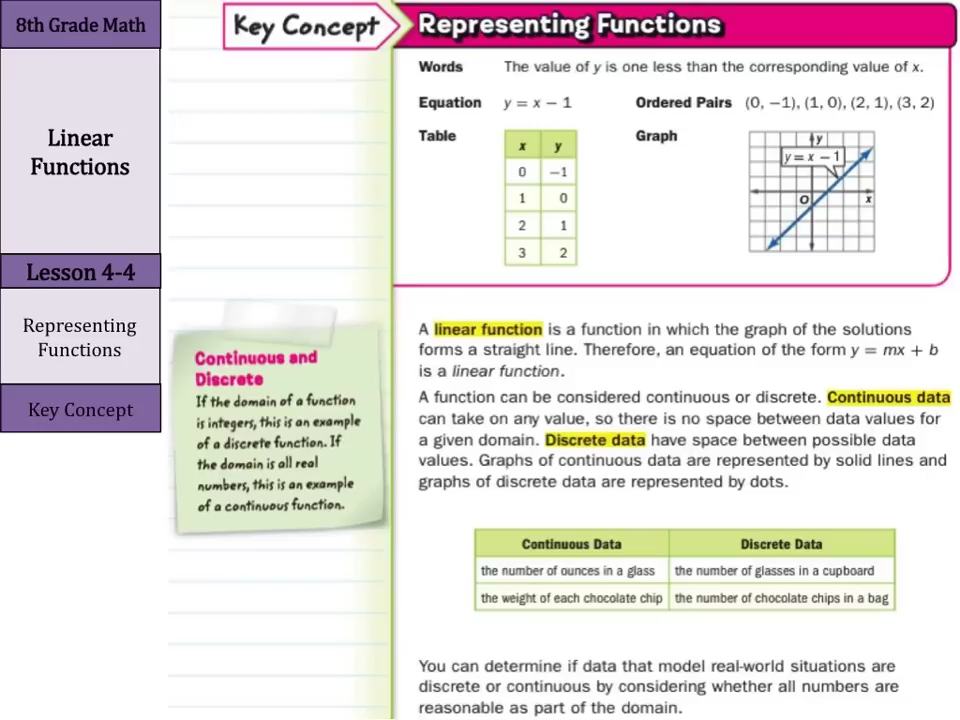 8th Grade Math
Linear
Functions
Lesson 4-4
Representing
Functions
Key Concept
Key Concept
Representing Functions
Words The value of y is one less than the corresponding value of x.
Equation y = x − 1
Ordered Pairs (0, −1), (1, 0), (2, 1), (3, 2)
Table
x y
0 −1
1 0
2 1
3 2
Graph
y
y = x − 1
O
x
Continuous and
Discrete
If the domain of a function
is integers, this is an example
of a discrete function. If
the domain is all real
numbers, this is an example
of a continuous function.
A linear function is a function in which the graph of the solutions
forms a straight line. Therefore, an equation of the form y = mx + b
is a linear function.
A function can be considered continuous or discrete. Continuous data
can take on any value, so there is no space between data values for
a given domain. Discrete data have space between possible data
values. Graphs of continuous data are represented by solid lines and
graphs of discrete data are represented by dots.
Continuous Data Discrete Data
the number of ounces in a glass the number of glasses in a cupboard
the weight of each chocolate chip the number of chocolate chips in a bag
You can determine if data that model real-world situations are
discrete or continuous by considering whether all numbers are
reasonable as part of the domain.